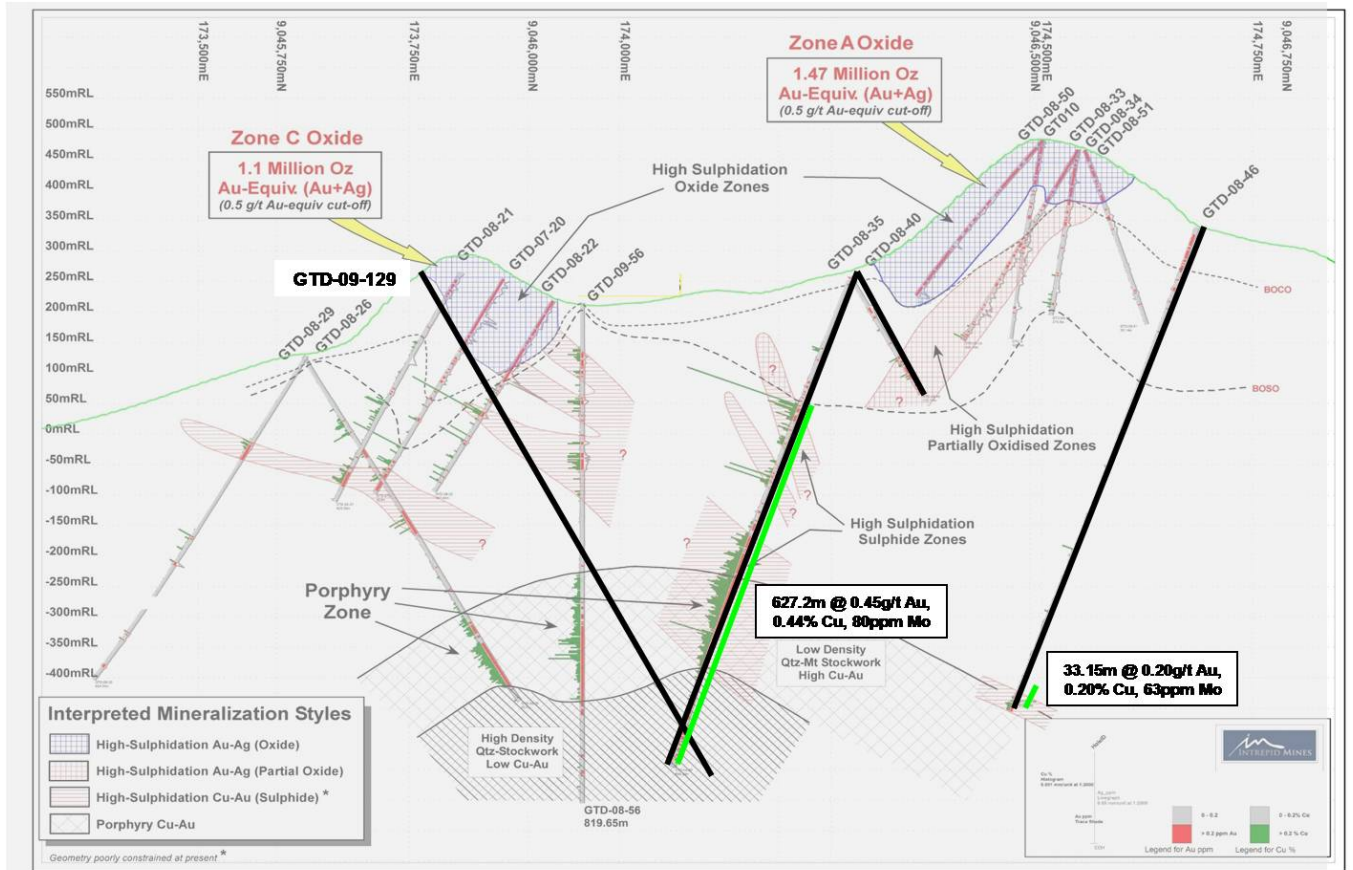 173,500mE
9,045,750mN
173,750mE
9,046,000mN
174,000mE
9,046,500mN
174,500mE
174,750mE
9,046,750mN
550mRL
500mRL
450mRL
400mRL
350mRL
300mRL
250mRL
200mRL
150mRL
100mRL
50mRL
0mRL
-50mRL
-100mRL
-150mRL
-200mRL
-250mRL
-300mRL
-350mRL
-400mRL
Zone C Oxide
1.1 Million Oz
Au-Equiv. (Au+Ag)
(0.5 g/t Au-equiv cut-off)
Zone A Oxide
1.47 Million Oz
Au-Equiv. (Au+Ag)
(0.5 g/t Au-equiv cut-off)
High Sulphidation
Oxide Zones
GTD-09-129
GTD-08-29
GTD-08-26
GTD-08-21
GTD-07-20
GTD-08-22
GTD-09-56
GTD-08-35
GTD-08-40
GTD-08-50
GT010
GTD-08-33
GTD-08-34
GTD-08-51
GTD-08-46
BOCO
BOSO
?
?
?
?
?
?
?
?
High Sulphidation
Partially Oxidised Zones
High Sulphidation
Sulphide Zones
Porphyry
Zone
627.2m @ 0.45g/t Au,
0.44% Cu, 80ppm Mo
Low Density
Qtz-Mt Stockwork
High Cu-Au
33.15m @ 0.20g/t Au,
0.20% Cu, 63ppm Mo
High Density
Qtz-Stockwork
Low Cu-Au
GTD-08-56
819.65m
Interpreted Mineralization Styles
High-Sulphidation Au-Ag (Oxide)
High-Sulphidation Au-Ag (Partial Oxide)
High-Sulphidation Cu-Au (Sulphide) *
Porphyry Cu-Au
Geometry poorly constrained at present *
INTREPID MINES
HoleID
Cu %
Histogram
Au ppm
0 - 0.2
> 0.2 ppm Au
Legend for Au ppm
0 - 0.2% Cu
> 0.2 % Cu
Legend for Cu %